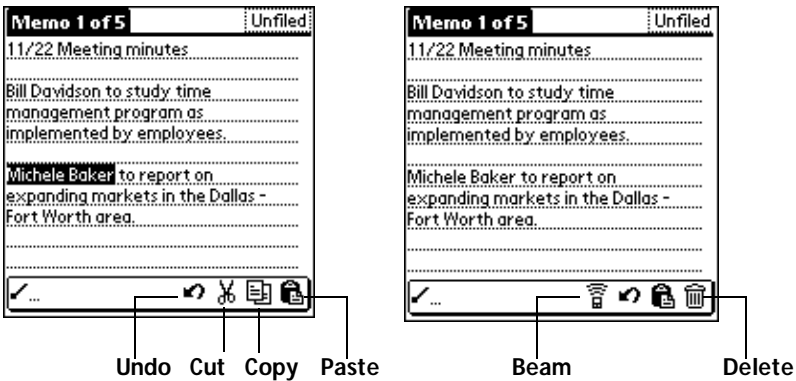 Memo 1 of 5
Unfiled
11/22 Meeting minutes
Bill Davidson to study time
management program as
implemented by employees.
Michele Baker to report on
expanding markets in the Dallas -
Fort Worth area.
...
Undo Cut Copy Paste
Memo 1 of 5
Unfiled
11/22 Meeting minutes
Bill Davidson to study time
management program as
implemented by employees.
Michele Baker to report on
expanding markets in the Dallas -
Fort Worth area.
...
Beam Delete